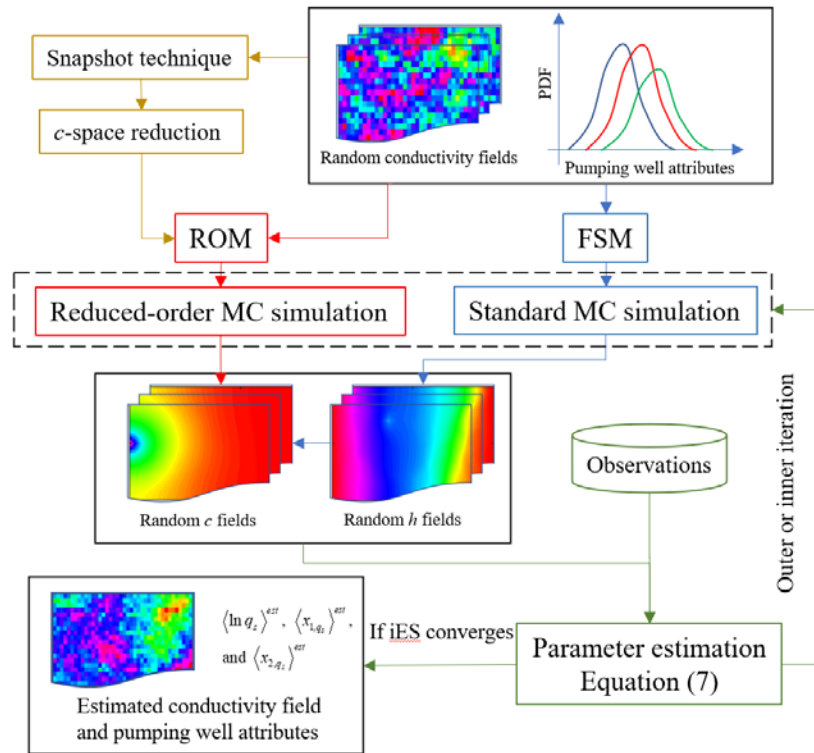 Snapshot technique
c-space reduction
Random conductivity fields
PDF
Pumping well attributes
ROM
FSM
Reduced-order MC simulation
Standard MC simulation
Random c fields
Random h fields
Observations
Outer or inner iteration
⟨ln q_s⟩^est, ⟨x_{1,q_s}⟩^est,
and ⟨x_{2,q_s}⟩^est
Estimated conductivity field
and pumping well attributes
If iES converges
Parameter estimation
Equation (7)